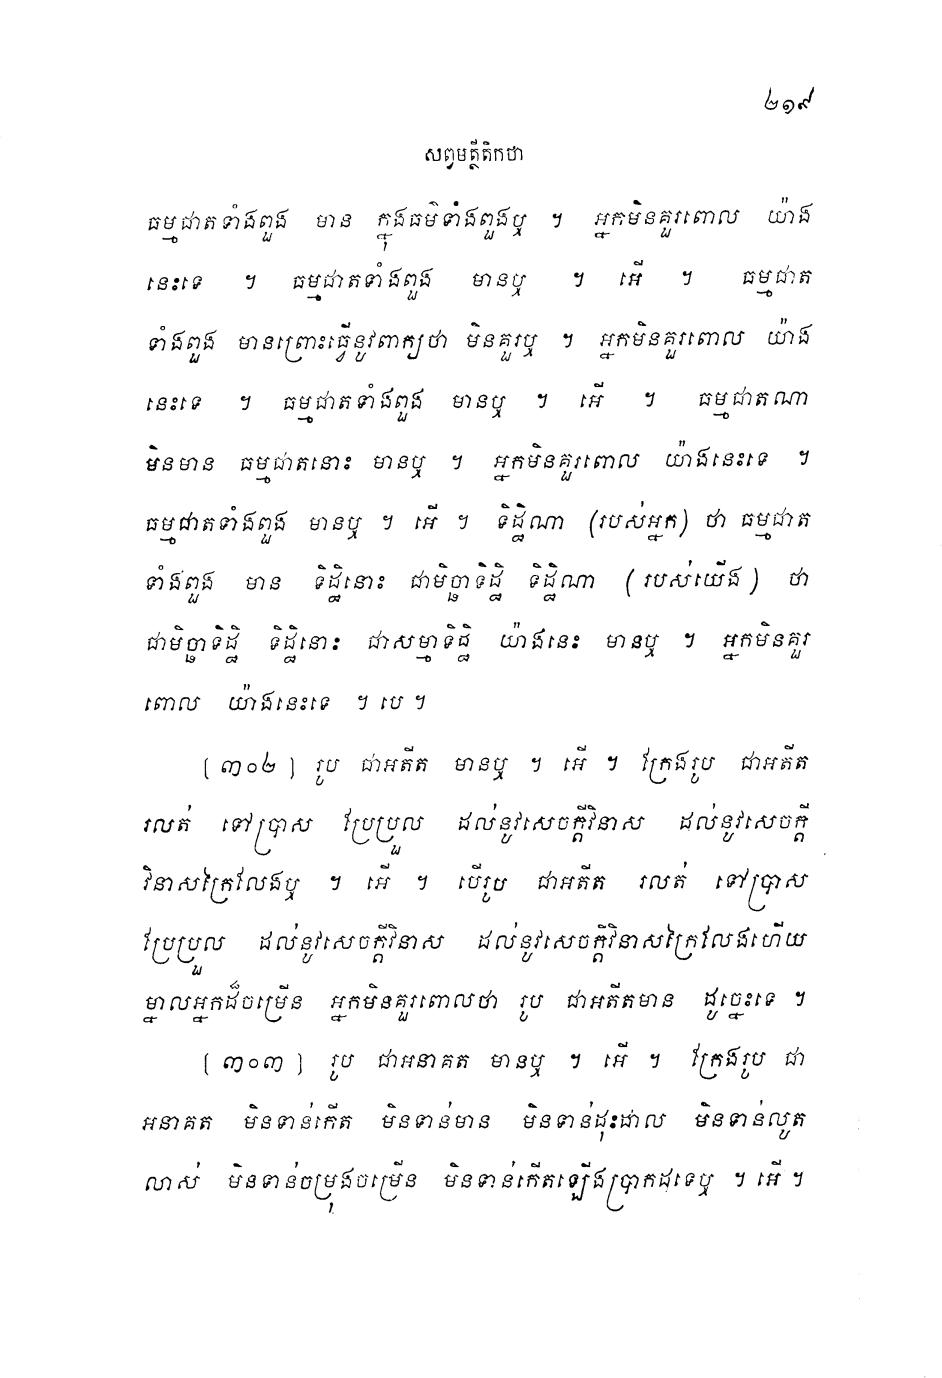 ២១៩
សព្វមត្ថីតិកថា
ធម្មជាតទាំងពួង មាន ក្នុងធម៌ទាំងពួងឬ ។ អ្នកមិនគួរពោល យ៉ាង
នេះទេ ។ ធម្មជាតទាំងពួង មានឬ ។ អើ ។ ធម្មជាត
ទាំងពួង មានព្រោះធ្វើនូវពាក្យថា មិនគួរឬ ។ អ្នកមិនគួរពោល យ៉ាង
នេះទេ ។ ធម្មជាតទាំងពួង មានឬ ។ អើ ។ ធម្មជាតណា
មិនមាន ធម្មជាតនោះ មានឬ ។ អ្នកមិនគួរពោល យ៉ាងនេះទេ ។
ធម្មជាតទាំងពួង មានឬ ។ អើ ។ ទិដ្ឋិណា (របស់អ្នក) ថា ធម្មជាត
ទាំងពួង មាន ទិដ្ឋិនោះ ជាមិច្ឆាទិដ្ឋិ ទិដ្ឋិណា (របស់យើង) ថា
ជាមិច្ឆាទិដ្ឋិ ទិដ្ឋិនោះ ជាសម្មាទិដ្ឋិ យ៉ាងនេះ មានឬ ។ អ្នកមិនគួរ
ពោល យ៉ាងនេះទេ ។ បេ ។
[៣០២] រូប ជាអតីត មានឬ ។ អើ ។ ក្រែងរូប ជាអតីត
រលត់ ទៅប្រាស ប្រែប្រួល ដល់នូវសេចក្តីវិនាស ដល់នូវសេចក្តី
វិនាសក្រៃលែងឬ ។ អើ ។ បើរូប ជាអតីត រលត់ ទៅប្រាស
ប្រែប្រួល ដល់នូវសេចក្តីវិនាស ដល់នូវសេចក្តីវិនាសក្រៃលែងហើយ
ម្នាលអ្នកដ៏ចម្រើន អ្នកមិនគួរពោលថា រូប ជាអតីតមាន ដូច្នេះទេ ។
[៣០៣] រូប ជាអនាគត មានឬ ។ អើ ។ ក្រែងរូប ជា
អនាគត មិនទាន់កើត មិនទាន់មាន មិនទាន់ដុះដាល មិនទាន់លូត
លាស់ មិនទាន់ចម្រុងចម្រើន មិនទាន់កើតឡើងប្រាកដទេឬ ។ អើ ។